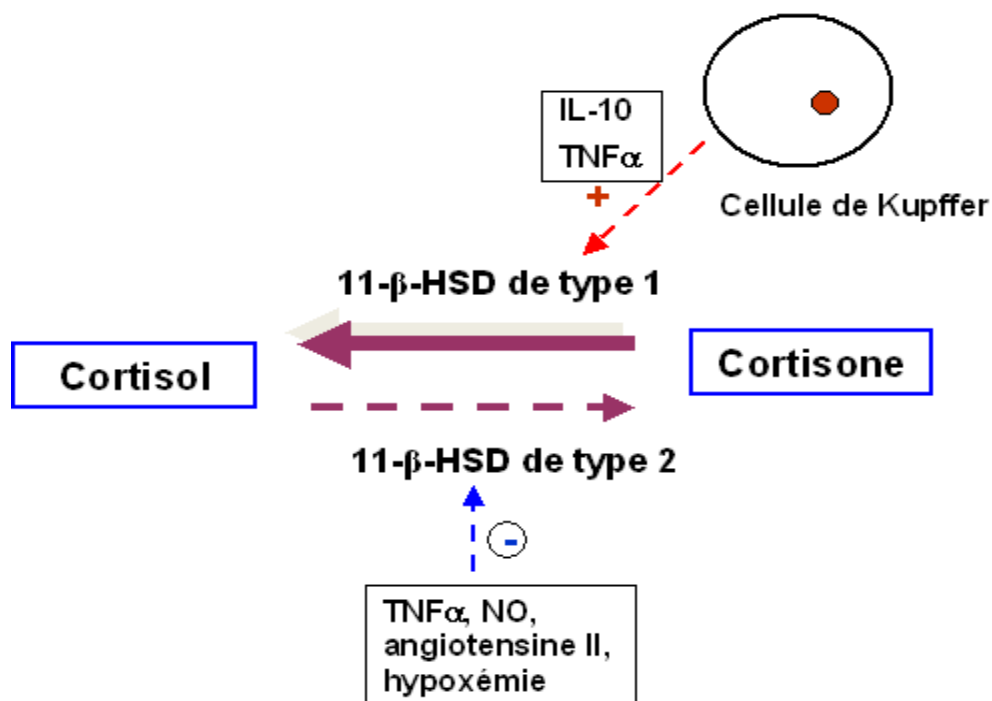 IL-10
TNFα
+
Cellule de Kupffer
11-β-HSD de type 1
Cortisol
Cortisone
11-β-HSD de type 2
-
TNFα, NO,
angiotensine II,
hypoxémie